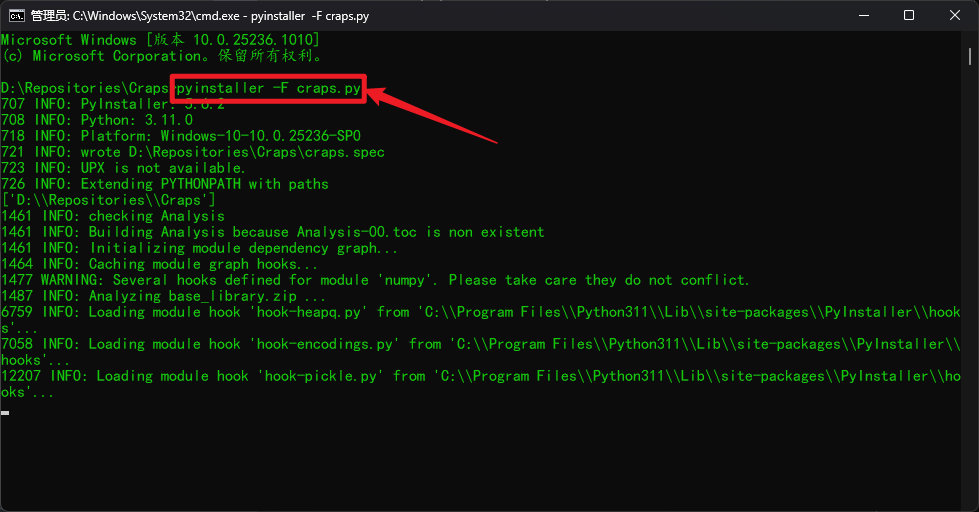 管理员: C:\Windows\System32\cmd.exe - pyinstaller -F craps.py
Microsoft Windows [版本 10.0.25236.1010]
(c) Microsoft Corporation。保留所有权利。
D:\Repositories\Craps>pyinstaller -F craps.py
707 INFO: PyInstaller: 5.6.2
708 INFO: Python: 3.11.0
718 INFO: Platform: Windows-10-10.0.25236-SP0
721 INFO: wrote D:\Repositories\Craps\craps.spec
723 INFO: UPX is not available.
726 INFO: Extending PYTHONPATH with paths
['D:\\Repositories\\Craps']
1461 INFO: checking Analysis
1461 INFO: Building Analysis because Analysis-00.toc is non existent
1461 INFO: Initializing module dependency graph...
1464 INFO: Caching module graph hooks...
1477 WARNING: Several hooks defined for module 'numpy'. Please take care they do not conflict.
1487 INFO: Analyzing base_library.zip ...
6759 INFO: Loading module hook 'hook-heapq.py' from 'C:\\Program Files\\Python311\\Lib\\site-packages\\PyInstaller\\hook
s'...
7058 INFO: Loading module hook 'hook-encodings.py' from 'C:\\Program Files\\Python311\\Lib\\site-packages\\PyInstaller\\
hooks'...
12207 INFO: Loading module hook 'hook-pickle.py' from 'C:\\Program Files\\Python311\\Lib\\site-packages\\PyInstaller\\ho
oks'...